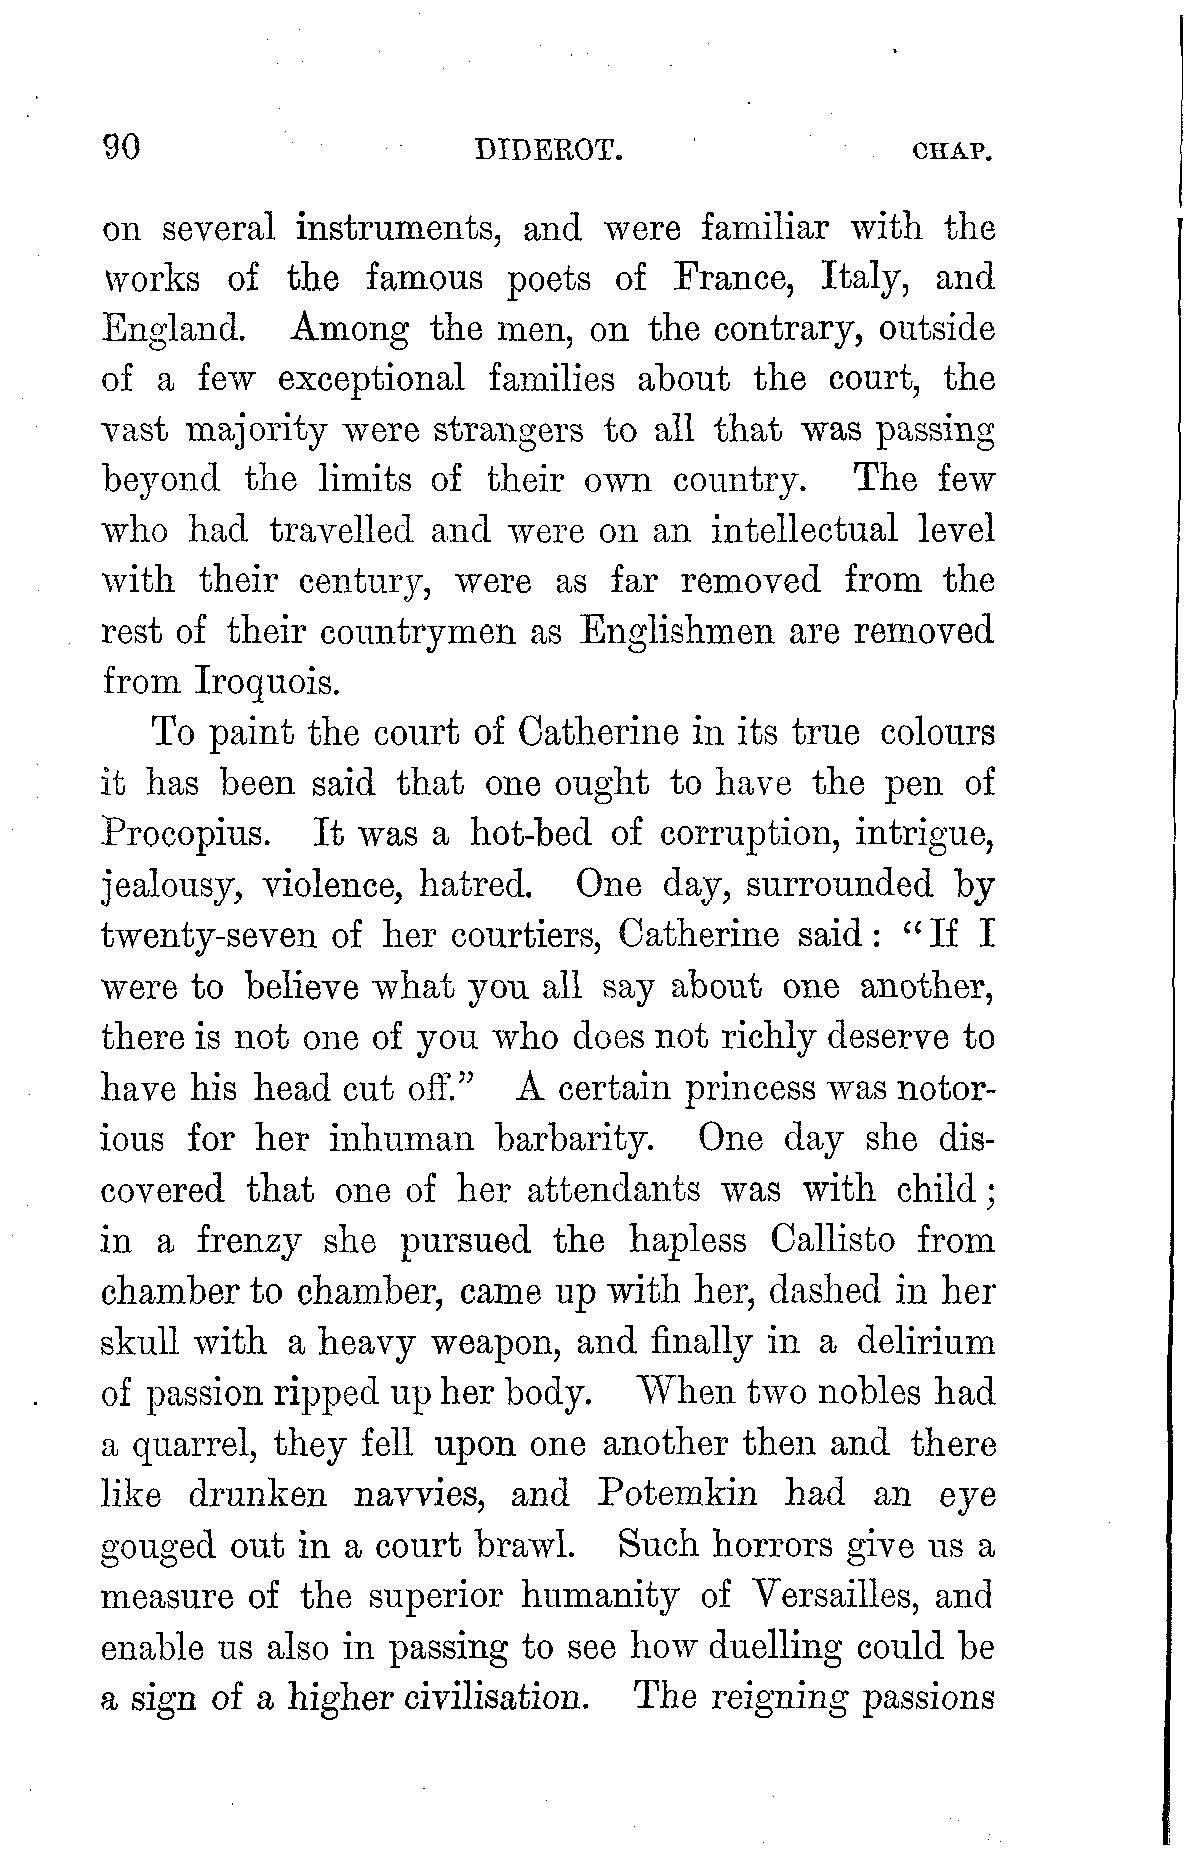 90 DIDEROT. CHAP.
on several instruments, and were familiar with the
works of the famous poets of France, Italy, and
England. Among the men, on the contrary, outside
of a few exceptional families about the court, the
vast majority were strangers to all that was passing
beyond the limits of their own country. The few
who had travelled and were on an intellectual level
with their century, were as far removed from the
rest of their countrymen as Englishmen are removed
from Iroquois.
To paint the court of Catherine in its true colours
it has been said that one ought to have the pen of
Procopius. It was a hot-bed of corruption, intrigue,
jealousy, violence, hatred. One day, surrounded by
twenty-seven of her courtiers, Catherine said: “If I
were to believe what you all say about one another,
there is not one of you who does not richly deserve to
have his head cut off.” A certain princess was notor-
ious for her inhuman barbarity. One day she dis-
covered that one of her attendants was with child;
in a frenzy she pursued the hapless Callisto from
chamber to chamber, came up with her, dashed in her
skull with a heavy weapon, and finally in a delirium
of passion ripped up her body. When two nobles had
a quarrel, they fell upon one another then and there
like drunken navvies, and Potemkin had an eye
gouged out in a court brawl. Such horrors give us a
measure of the superior humanity of Versailles, and
enable us also in passing to see how duelling could be
a sign of a higher civilisation. The reigning passions